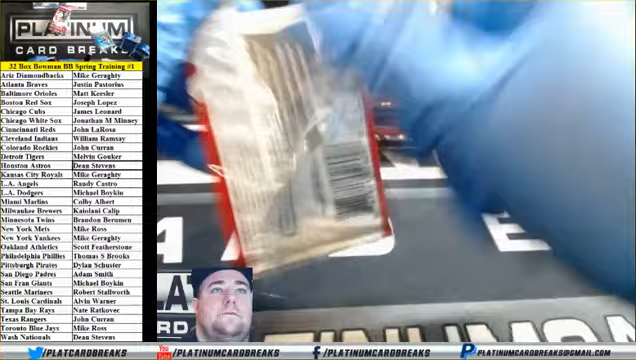 PLATINUM
CARD BREAKS
32 Box Bowman BB Spring Training #1
Ariz Diamondbacks Mike Geraghty
Atlanta Braves Justin Pastorius
Baltimore Orioles Matt Keesler
Boston Red Sox Joseph Lopez
Chicago Cubs James Leonard
Chicago White Sox Jonathan M Minney
Cincinnati Reds John LaRosa
Cleveland Indians William Ramsay
Colorado Rockies John Curran
Detroit Tigers Melvin Gouker
Houston Astros Dean Stevens
Kansas City Royals Mike Geraghty
L.A. Angels Randy Castro
L.A. Dodgers Michael Boykin
Miami Marlins Colby Albert
Milwaukee Brewers Kaiolani Calip
Minnesota Twins Brandon Berumen
New York Mets Mike Ross
New York Yankees Mike Geraghty
Oakland Athletics Scott Featherstone
Philadelphia Phillies Thomas S Brooks
Pittsburgh Pirates Dylan Schuster
San Diego Padres Adam Smith
San Fran Giants Michael Boykin
Seattle Mariners Robert Stallworth
St. Louis Cardinals Alvin Warner
Tampa Bay Rays Nate Ratkovec
Texas Rangers John Curran
Toronto Blue Jays Mike Ross
Wash Nationals Dean Stevens
/PLATCARDBREAKS
You Tube /PLATINUMCARDBREAKS
/PLATINUMCARDBREAKS
PLATINUMCARDBREAKS@GMAIL.COM